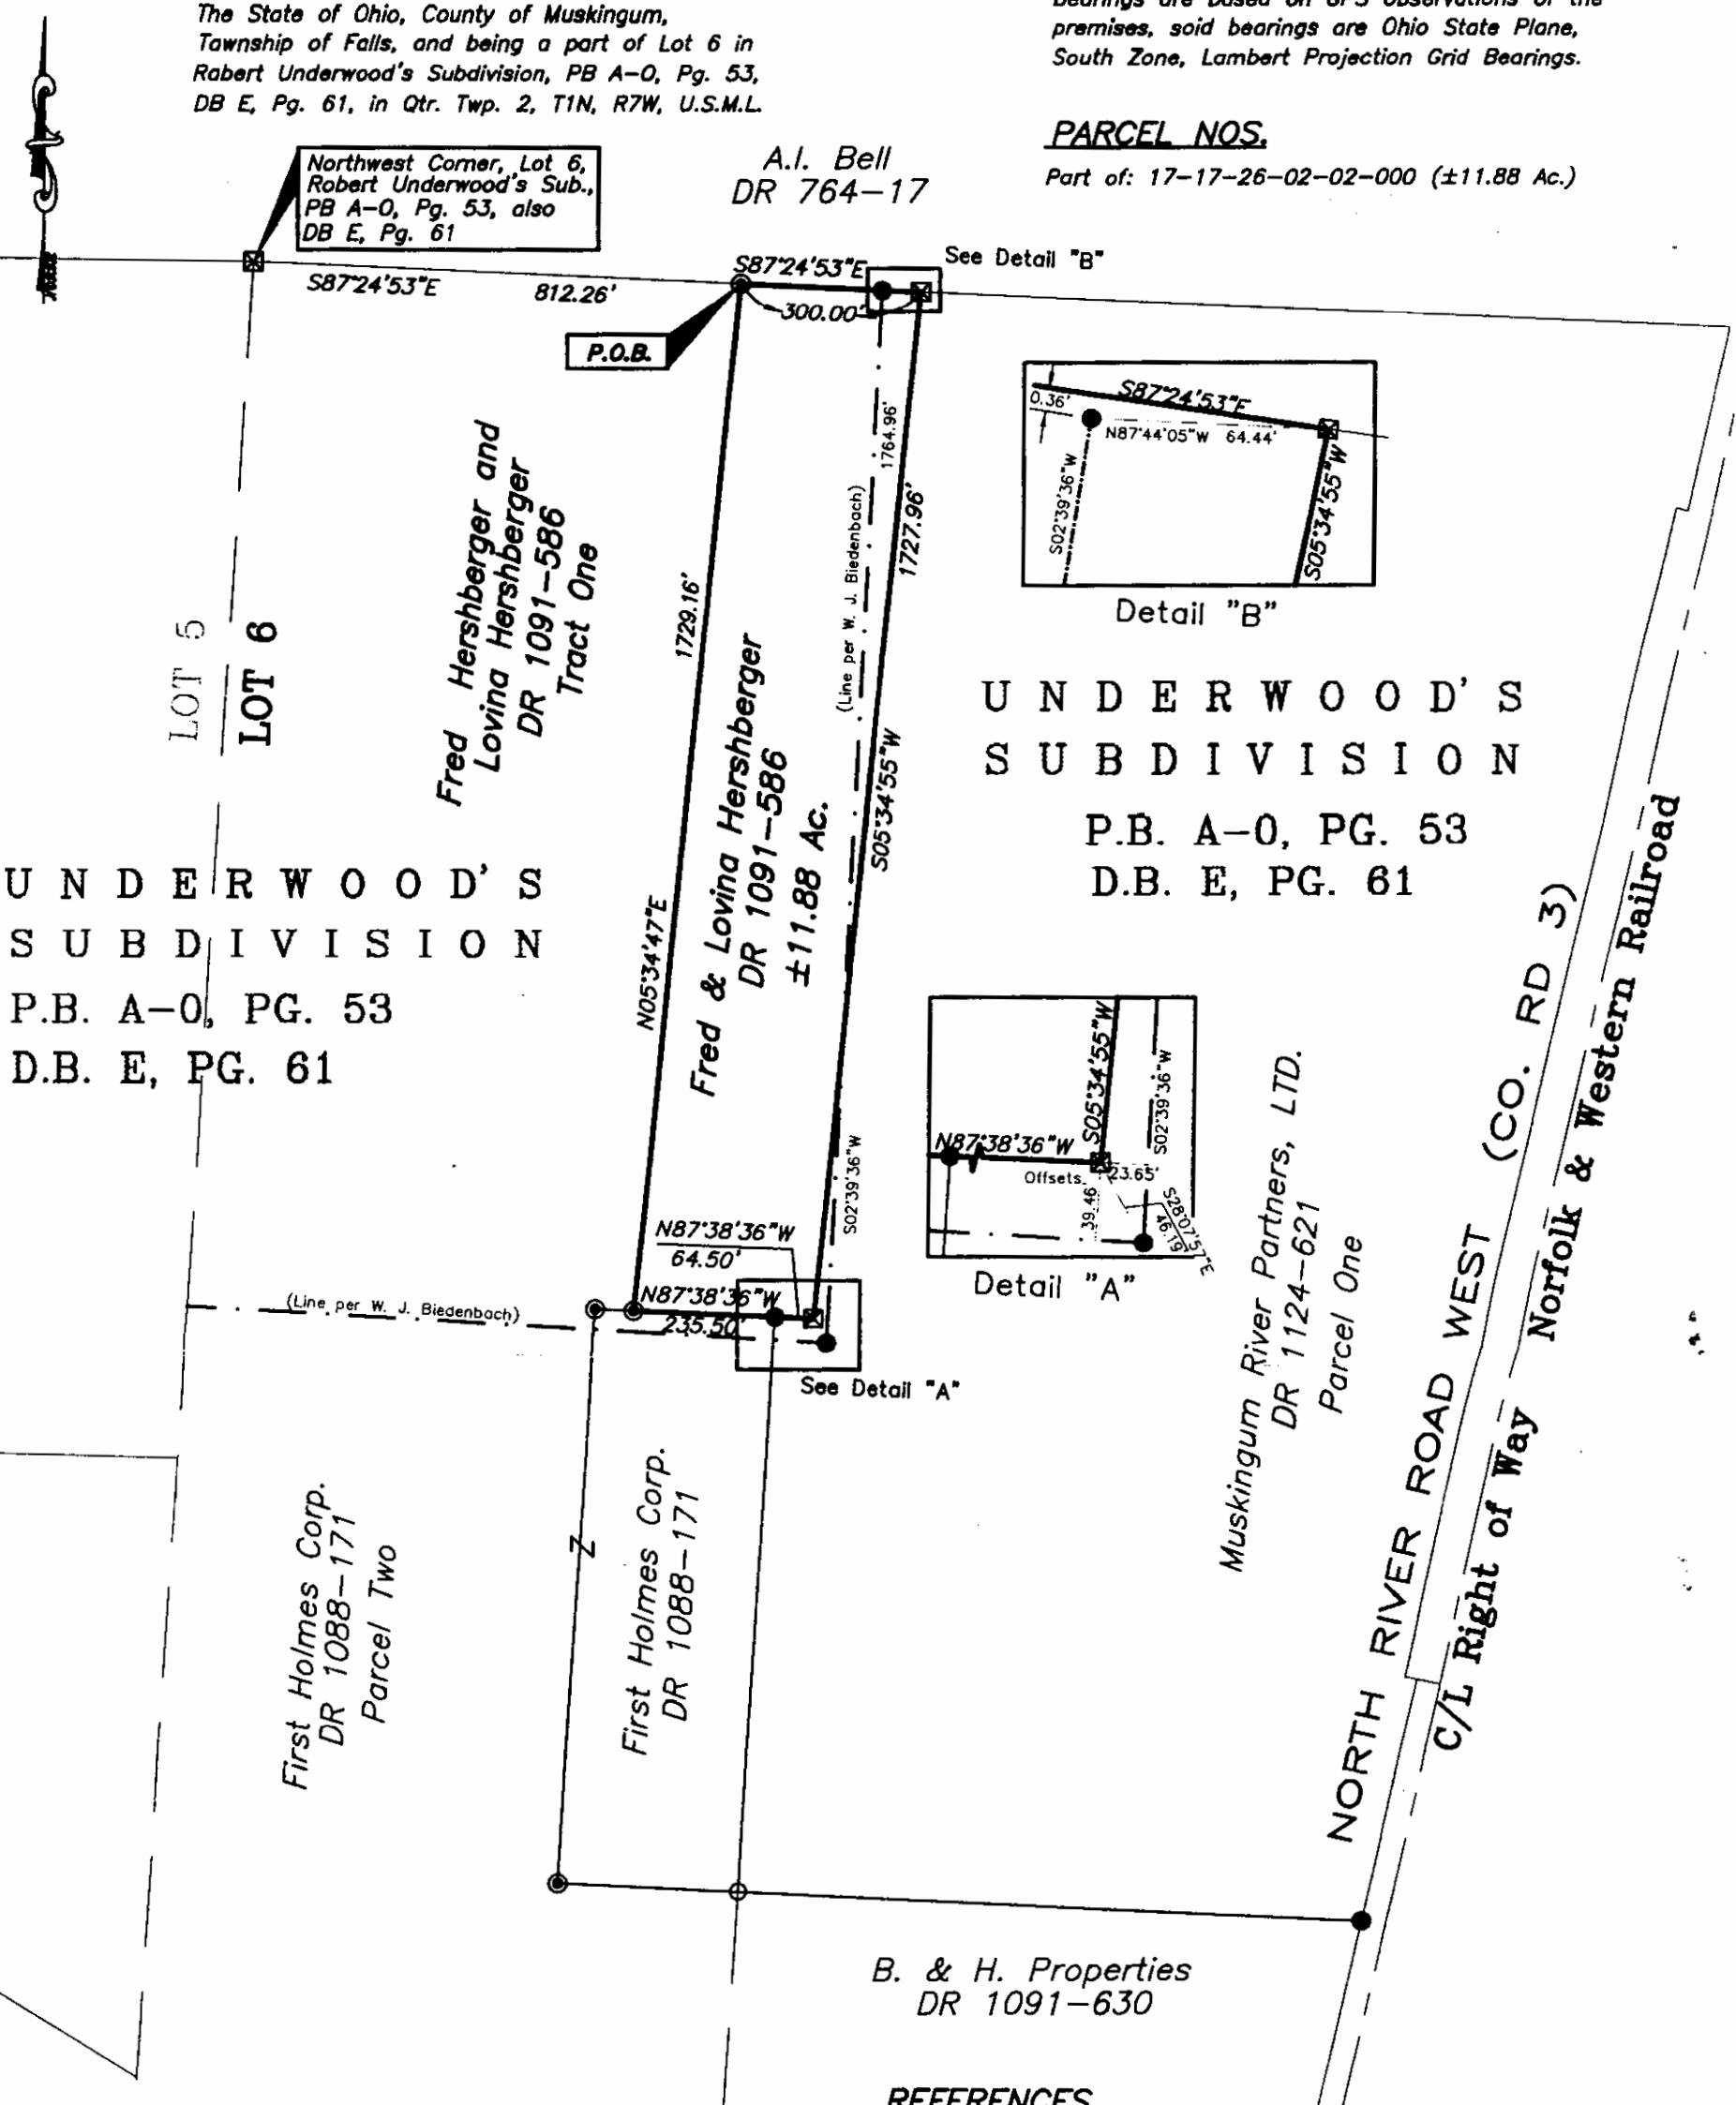 The State of Ohio, County of Muskingum,
Township of Falls, and being a part of Lot 6 in
Robert Underwood's Subdivision, PB A-0, Pg. 53,
DB E, Pg. 61, in Qtr. Twp. 2, T1N, R7W, U.S.M.L.
premises, said bearings are Ohio State Plane,
South Zone, Lambert Projection Grid Bearings.
PARCEL NOS.
Part of: 17-17-26-02-02-000 (±11.88 Ac.)
Northwest Corner, Lot 6,
Robert Underwood's Sub.,
PB A-0, Pg. 53, also
DB E, Pg. 61
A.I. Bell
DR 764-17
See Detail "B"
S87°24'53"E 812.26'
S87°24'53"E
300.00'
P.O.B.
S87°24'53"E
0.36'
N87°44'05"W 64.44'
S02°39'36"W
S05°34'55"W
Detail "B"
1764.96'
1727.96'
(Line per W. J. Biedenbach)
S05°34'55"W
1729.16'
N05°34'47"E
Fred Hershberger and
Lovina Hershberger
DR 1091-586
Tract One
LOT 5
LOT 6
Fred & Lovina Hershberger
DR 1091-586
±11.88 Ac.
UNDERWOOD'S
SUBDIVISION
P.B. A-0, PG. 53
D.B. E, PG. 61
UNDERWOOD'S
SUBDIVISION
P.B. A-0, PG. 53
D.B. E, PG. 61
N87°38'36"W
S05°34'55"W
S02°39'36"W
Offsets
23.65'
39.46
S28°07'57"E
46.19'
Detail "A"
S02°39'36"W
N87°38'36"W
64.50'
N87°38'36"W
235.50'
(Line per W. J. Biedenbach)
See Detail "A"
Muskingum River Partners, LTD.
DR 1124-621
Parcel One
NORTH RIVER ROAD WEST (CO. RD 3)
C/L Right of Way Norfolk & Western Railroad
First Holmes Corp.
DR 1088-171
Parcel Two
First Holmes Corp.
DR 1088-171
Z
B. & H. Properties
DR 1091-630
REFERENCES